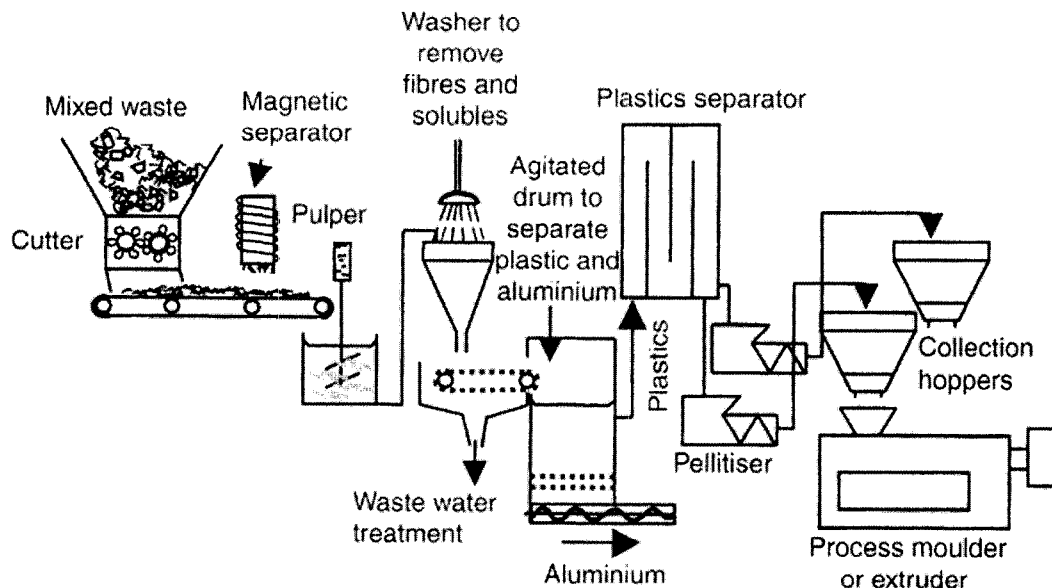 Mixed waste
Cutter
Magnetic
separator
Pulper
Washer to
remove
fibres and
solubles
Waste water
treatment
Agitated
drum to
separate
plastic and
aluminium
Aluminium
Plastics
Plastics separator
Pellitiser
Collection
hoppers
Process moulder
or extruder